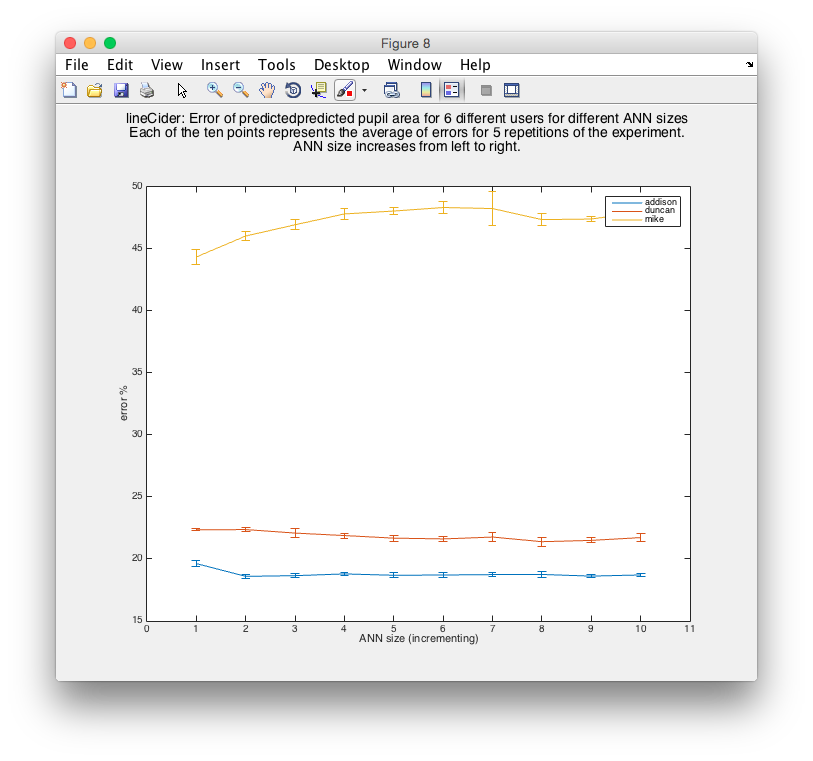 Figure 8
File Edit View Insert Tools Desktop Window Help
lineCider: Error of predictedpredicted pupil area for 6 different users for different ANN sizes
Each of the ten points represents the average of errors for 5 repetitions of the experiment.
ANN size increases from left to right.
50
45
40
35
30
25
20
15
error %
addison
duncan
mike
0 1 2 3 4 5 6 7 8 9 10 11
ANN size (incrementing)